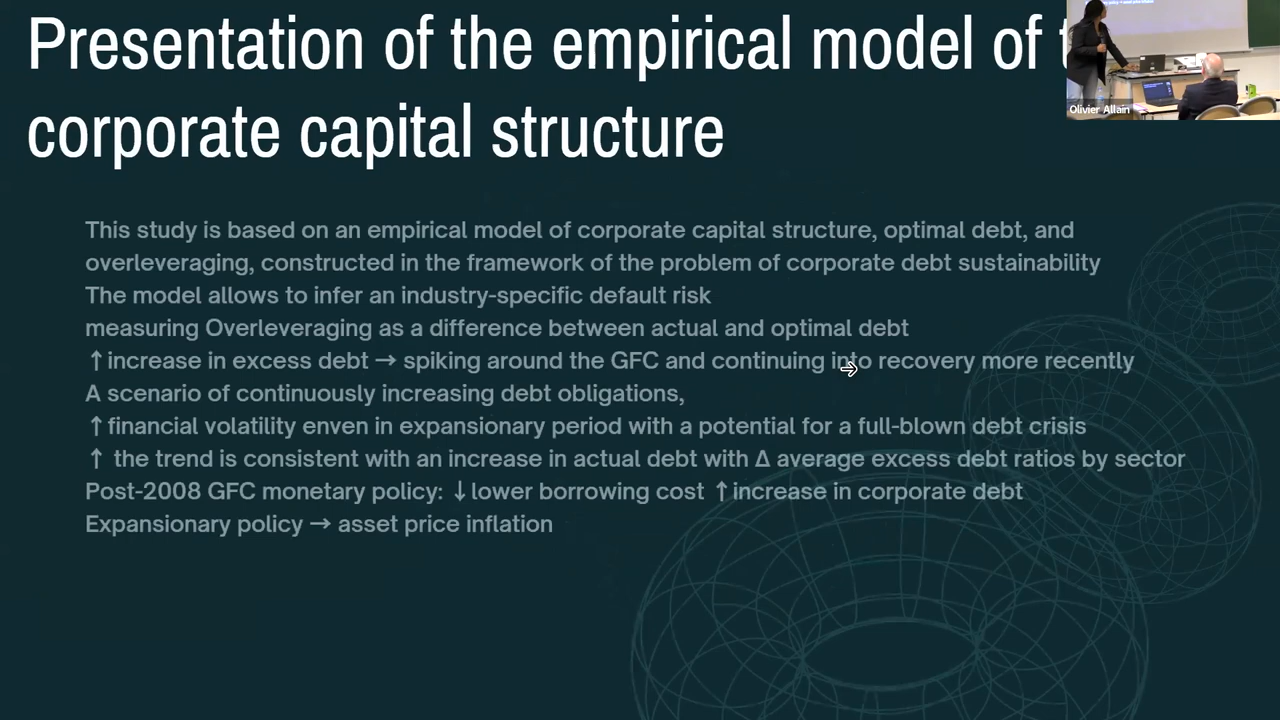 Presentation of the empirical model of t
corporate capital structure
Olivier Allain
This study is based on an empirical model of corporate capital structure, optimal debt, and
overleveraging, constructed in the framework of the problem of corporate debt sustainability
The model allows to infer an industry-specific default risk
measuring Overleveraging as a difference between actual and optimal debt
↑increase in excess debt → spiking around the GFC and continuing into recovery more recently
A scenario of continuously increasing debt obligations,
↑financial volatility enven in expansionary period with a potential for a full-blown debt crisis
↑ the trend is consistent with an increase in actual debt with Δ average excess debt ratios by sector
Post-2008 GFC monetary policy: ↓lower borrowing cost ↑increase in corporate debt
Expansionary policy → asset price inflation